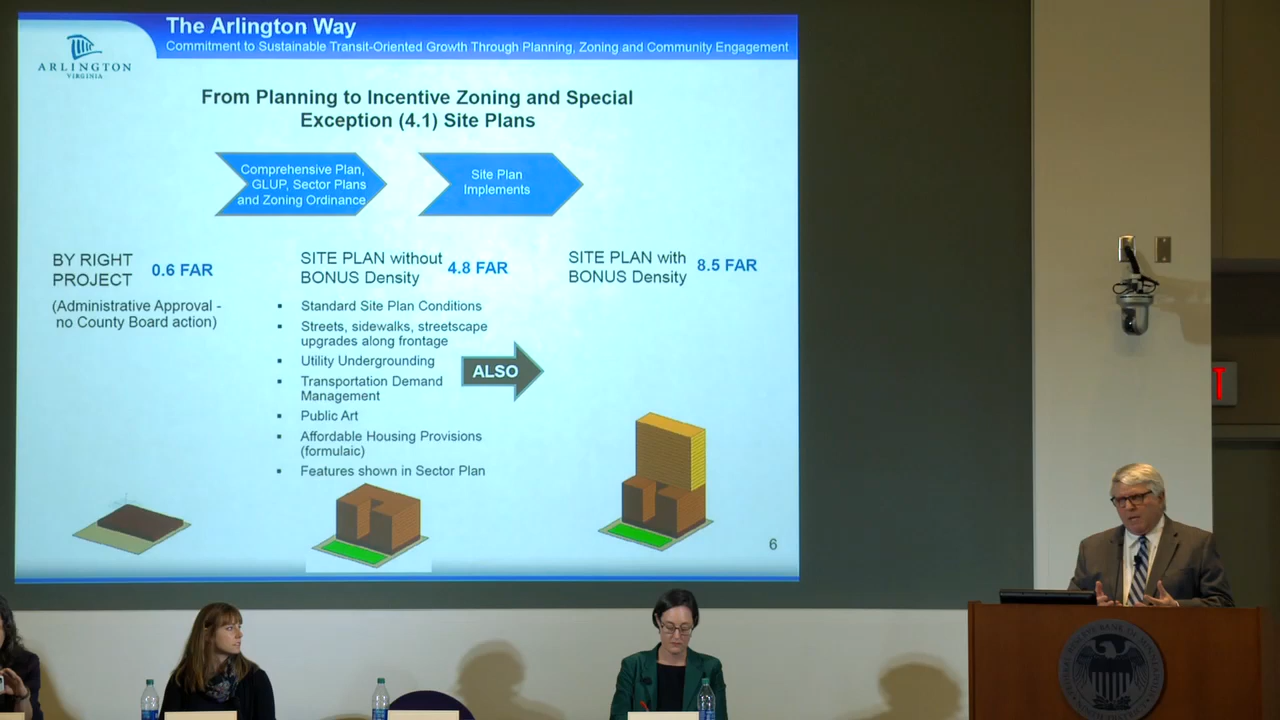 The Arlington Way
Commitment to Sustainable Transit-Oriented Growth Through Planning, Zoning and Community Engagement
ARLINGTON
VIRGINIA
From Planning to Incentive Zoning and Special
Exception (4.1) Site Plans
Comprehensive Plan,
GLUP, Sector Plans
and Zoning Ordinance
Site Plan
Implements
BY RIGHT
PROJECT
0.6 FAR
(Administrative Approval -
no County Board action)
SITE PLAN without
BONUS Density
4.8 FAR
▪ Standard Site Plan Conditions
▪ Streets, sidewalks, streetscape
upgrades along frontage
▪ Utility Undergrounding
▪ Transportation Demand
Management
▪ Public Art
▪ Affordable Housing Provisions
(formulaic)
▪ Features shown in Sector Plan
ALSO
SITE PLAN with
BONUS Density
8.5 FAR
6
T